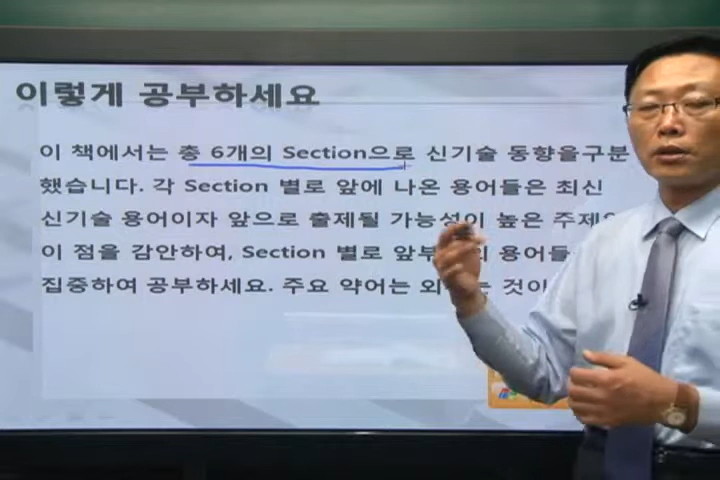 이렇게 공부하세요
이 책에서는 총 6개의 Section으로 신기술 동향을구분
했습니다. 각 Section 별로 앞에 나온 용어들은 최신
신기술 용어이자 앞으로 출제될 가능성이 높은 주제
이 점을 감안하여, Section 별로 용어들
집중하여 공부하세요. 주요 약어는 것이